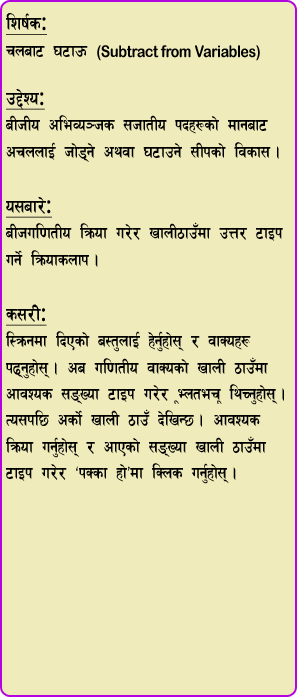 शिर्षक:
चलबाट घटाऊ (Subtract from Variables)
उद्देश्य:
बीजीय अभिव्यञ्जक सजातीय पदहरूको मानबाट
अचललाई जोड्ने अथवा घटाउने सीपको विकास ।
यसबारे:
बीजगणितीय क्रिया गरेर खालीठाउँमा उत्तर टाइप
गर्ने क्रियाकलाप ।
कसरी:
स्क्रिनमा दिएको बस्तुलाई हेर्नुहोस् र वाक्यहरू
पढ्नुहोस् । अब गणितीय वाक्यको खाली ठाउँमा
आवश्यक सङ्ख्या टाइप गरेर भ्लतभच थिच्नुहोस् ।
त्यसपछि अर्को खाली ठाउँ देखिन्छ । आवश्यक
क्रिया गर्नुहोस् र आएको सङ्ख्या खाली ठाउँमा
टाइप गरेर ‘पक्का हो’मा क्लिक गर्नुहोस् ।